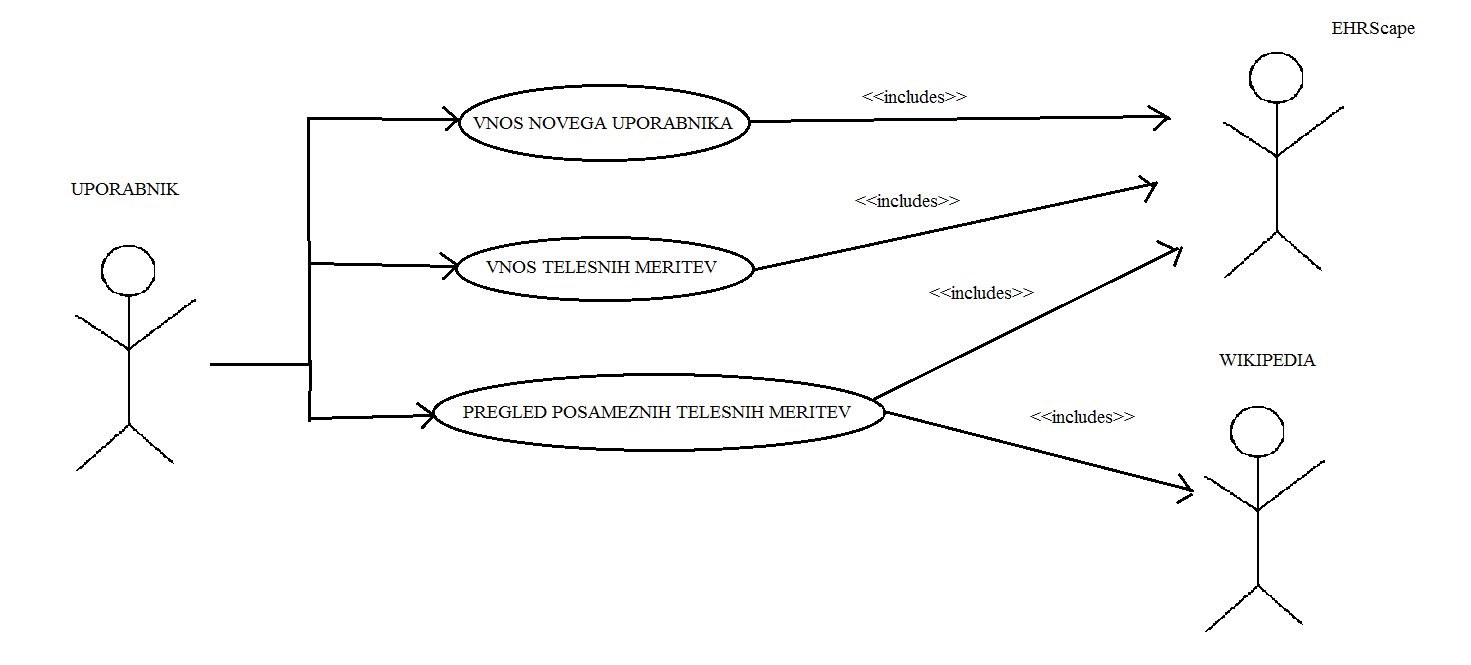 EHRScape
<<includes>>
VNOS NOVEGA UPORABNIKA
UPORABNIK
<<includes>>
VNOS TELESNIH MERITEV
<<includes>>
WIKIPEDIA
PREGLED POSAMEZNIH TELESNIH MERITEV
<<includes>>